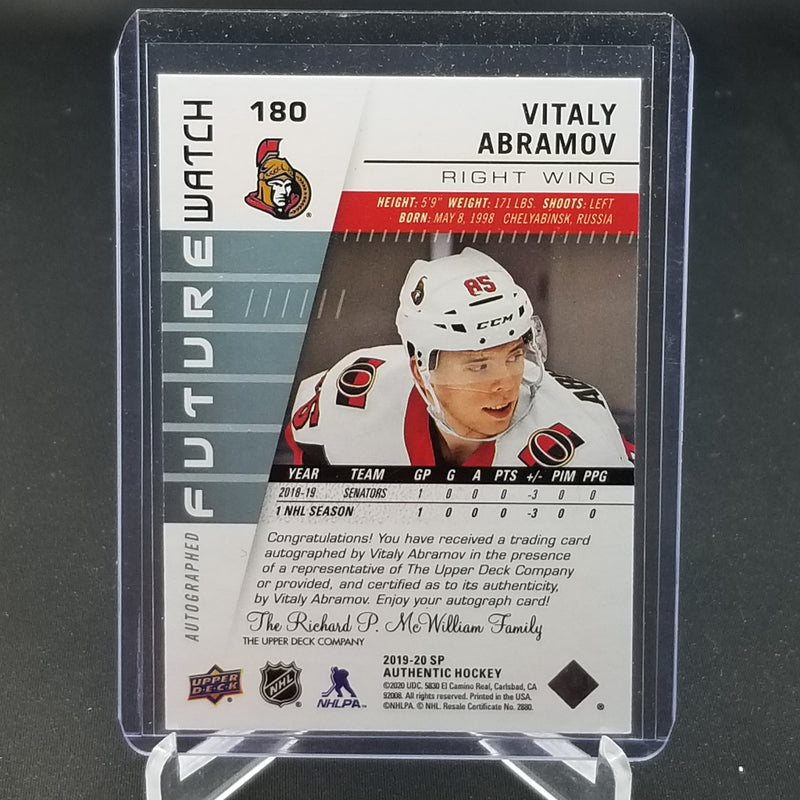 180
VITALY
ABRAMOV
RIGHT WING
HEIGHT: 5'9" WEIGHT: 171 LBS. SHOOTS: LEFT
BORN: MAY 8, 1998 CHELYABINSK, RUSSIA
AUTOGRAPHED FUTURE WATCH
85
CCM
AB
YEAR TEAM GP G A PTS +/- PIM PPG
2018-19 SENATORS 1 0 0 0 -3 0 0
1 NHL SEASON 1 0 0 0 -3 0 0
Congratulations! You have received a trading card
autographed by Vitaly Abramov in the presence
of a representative of The Upper Deck Company
or provided, and certified as to its authenticity,
by Vitaly Abramov. Enjoy your autograph card!
The Richard P. McWilliam Family
THE UPPER DECK COMPANY
UPPER DECK
NHL
NHLPA
2019-20 SP
AUTHENTIC HOCKEY
©2020 UDC. 5830 El Camino Real, Carlsbad, CA
92008. All rights reserved. Printed in the USA.
©NHLPA. © NHL. Resale Certificate No. 2880.